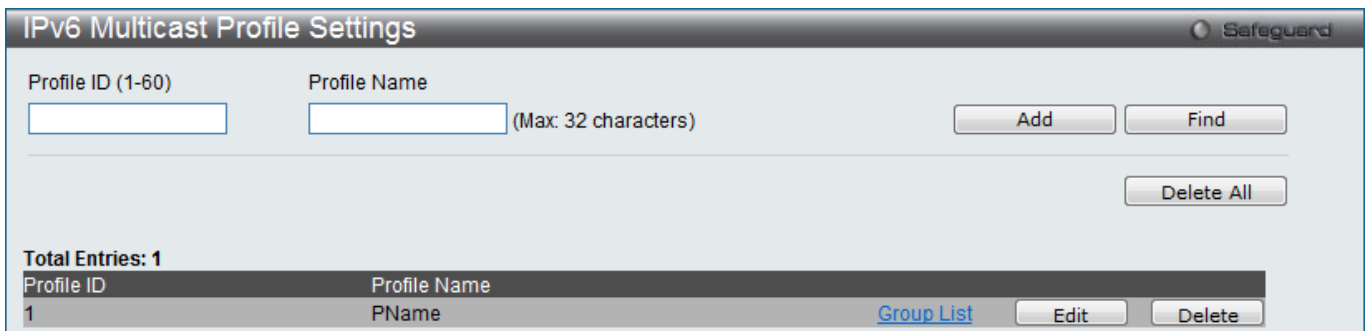 IPv6 Multicast Profile Settings Safeguard
Profile ID (1-60) Profile Name
(Max: 32 characters) Add Find
Delete All
Total Entries: 1
Profile ID Profile Name
1 PName Group List Edit Delete